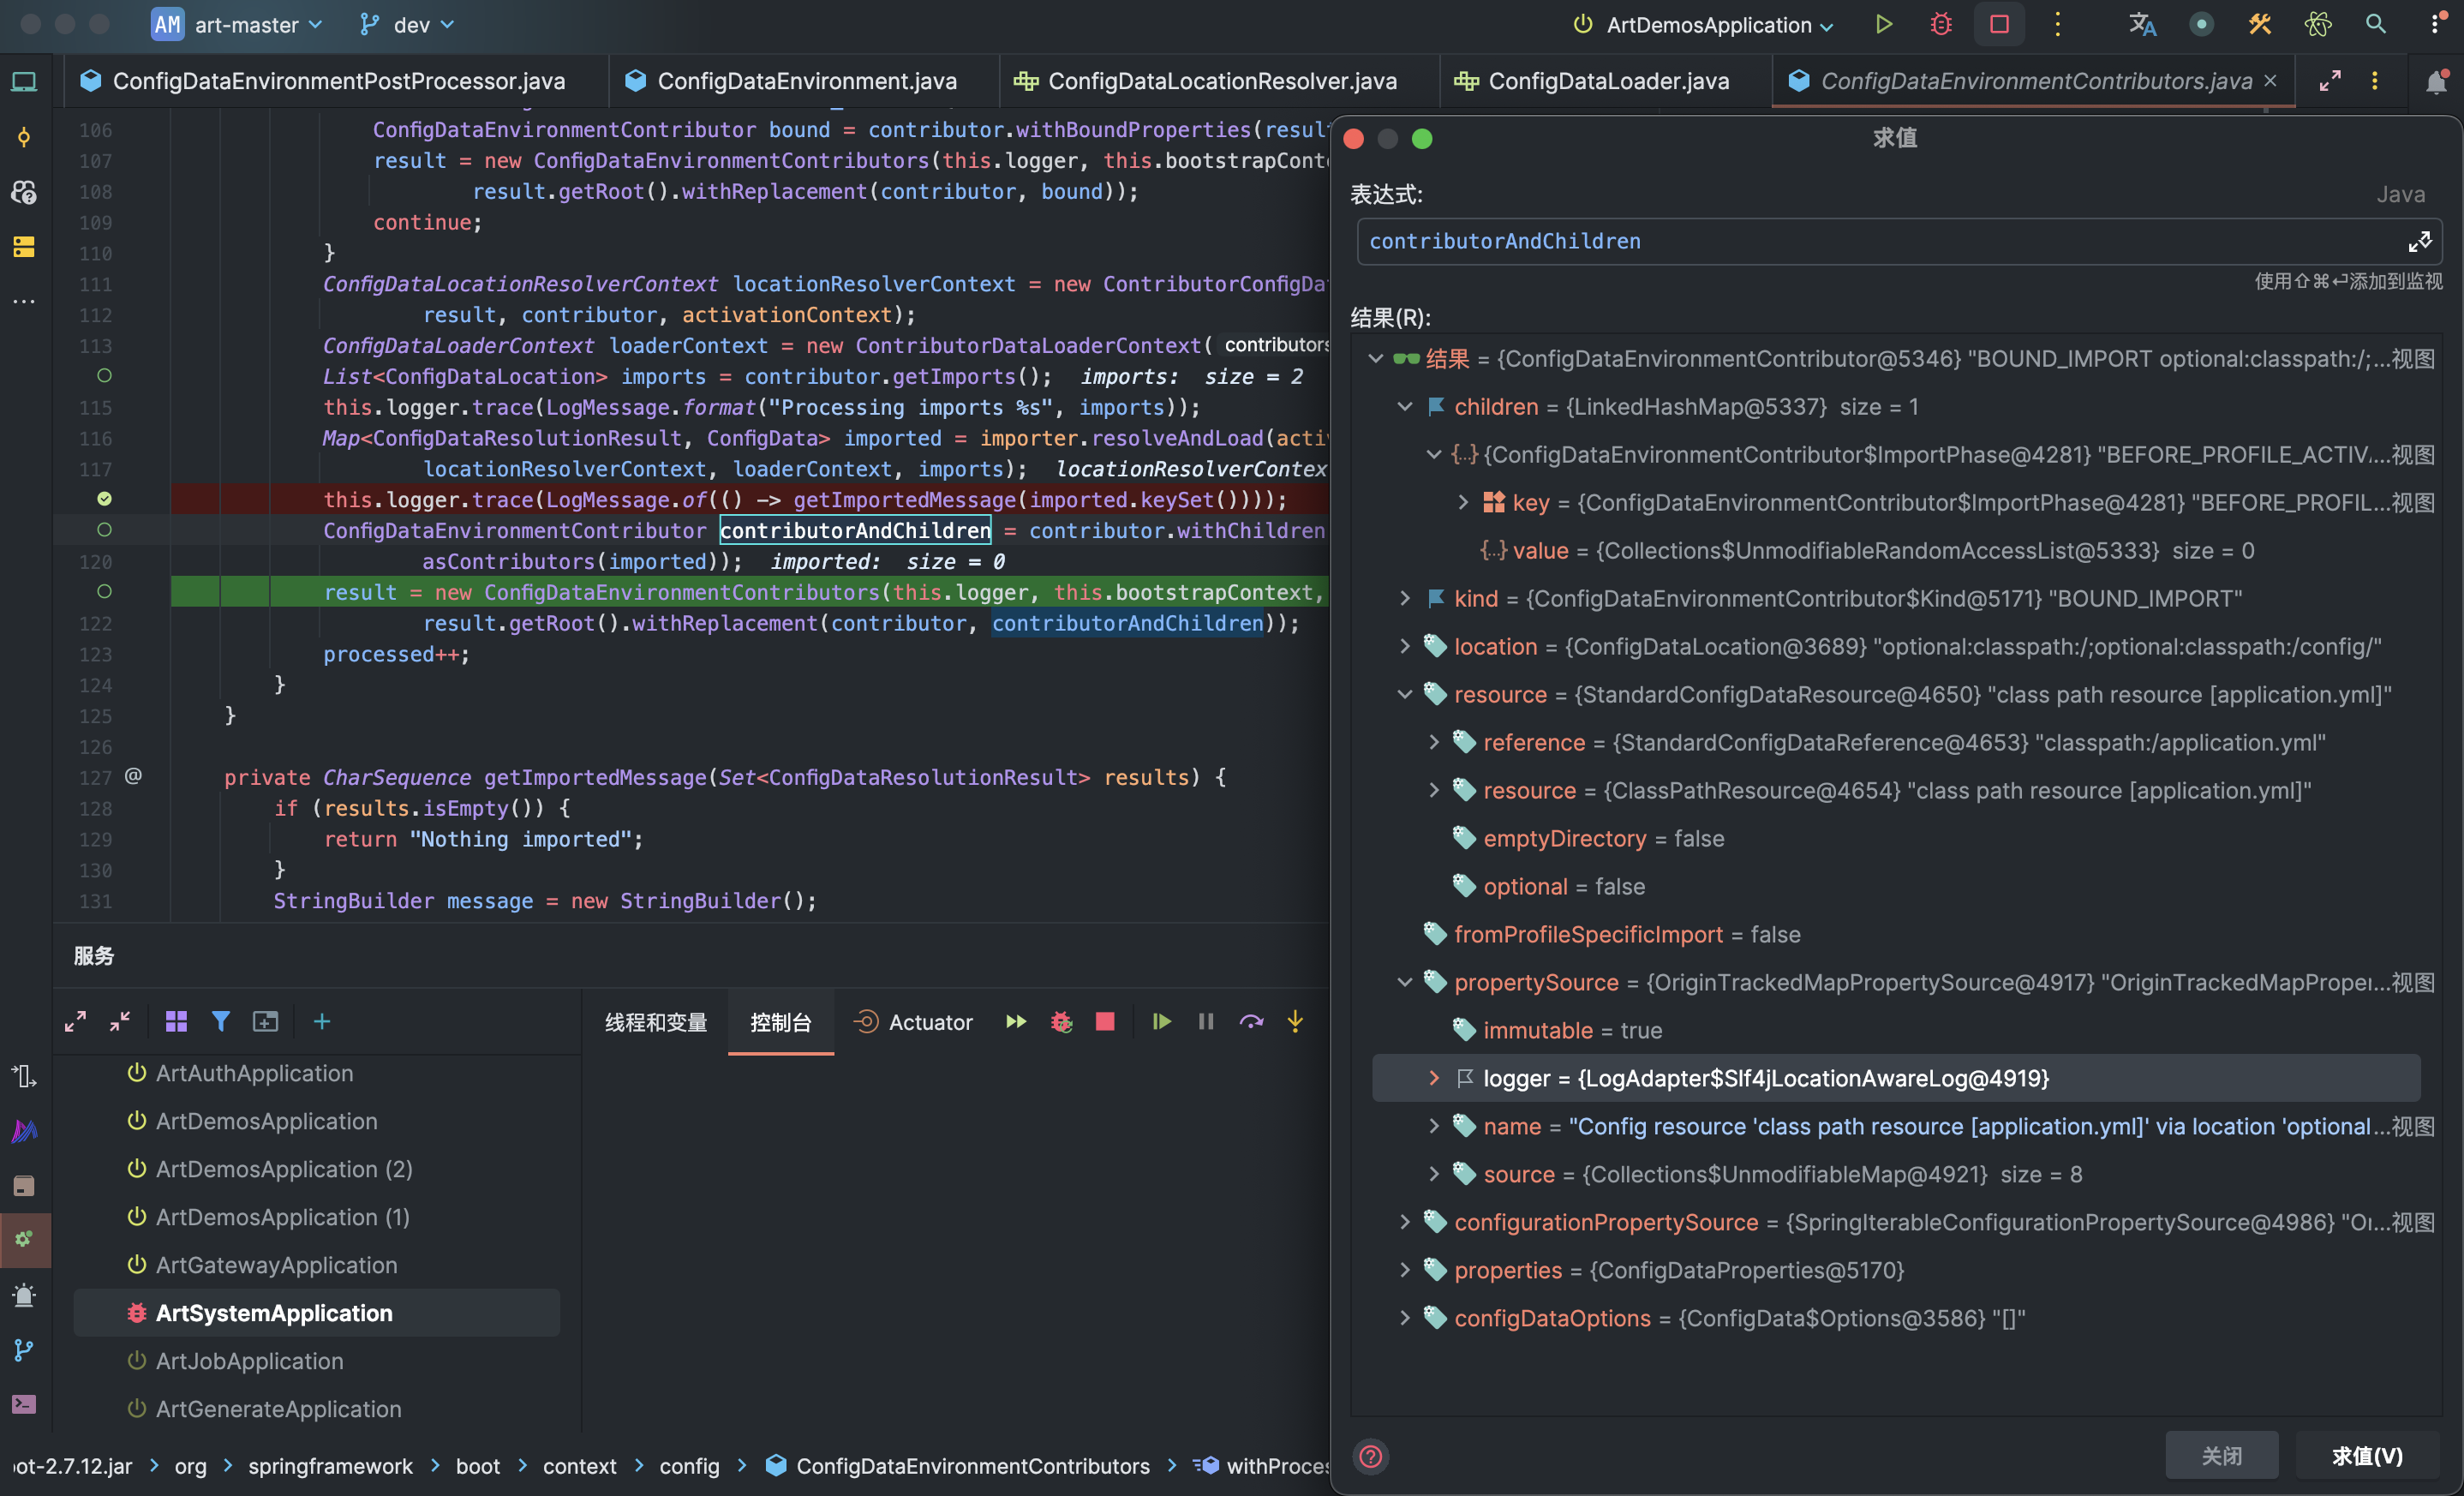 AM art-master dev ArtDemosApplication
ConfigDataEnvironmentPostProcessor.java ConfigDataEnvironment.java ConfigDataLocationResolver.java ConfigDataLoader.java ConfigDataEnvironmentContributors.java
106 ConfigDataEnvironmentContributor bound = contributor.withBoundProperties(result
107 result = new ConfigDataEnvironmentContributors(this.logger, this.bootstrapConte
108 result.getRoot().withReplacement(contributor, bound));
109 continue;
110 }
111 ConfigDataLocationResolverContext locationResolverContext = new ContributorConfigDa
112 result, contributor, activationContext);
113 ConfigDataLoaderContext loaderContext = new ContributorDataLoaderContext( contributors
List<ConfigDataLocation> imports = contributor.getImports(); imports: size = 2
115 this.logger.trace(LogMessage.format("Processing imports %s", imports));
116 Map<ConfigDataResolutionResult, ConfigData> imported = importer.resolveAndLoad(activ
117 locationResolverContext, loaderContext, imports); locationResolverContex
this.logger.trace(LogMessage.of(() -> getImportedMessage(imported.keySet())));
ConfigDataEnvironmentContributor contributorAndChildren = contributor.withChildren
120 asContributors(imported)); imported: size = 0
result = new ConfigDataEnvironmentContributors(this.logger, this.bootstrapContext,
122 result.getRoot().withReplacement(contributor, contributorAndChildren));
123 processed++;
124 }
125 }
126
127 @ private CharSequence getImportedMessage(Set<ConfigDataResolutionResult> results) {
128 if (results.isEmpty()) {
129 return "Nothing imported";
130 }
131 StringBuilder message = new StringBuilder();
服务
线程和变量 控制台 Actuator
ArtAuthApplication
ArtDemosApplication
ArtDemosApplication (2)
ArtDemosApplication (1)
ArtGatewayApplication
ArtSystemApplication
ArtJobApplication
ArtGenerateApplication
ot-2.7.12.jar > org > springframework > boot > context > config > ConfigDataEnvironmentContributors > withProces
求值
表达式: Java
contributorAndChildren
使用⇧⌘↩添加到监视
结果(R):
结果 = {ConfigDataEnvironmentContributor@5346} "BOUND_IMPORT optional:classpath:/;...视图
children = {LinkedHashMap@5337} size = 1
{ConfigDataEnvironmentContributor$ImportPhase@4281} "BEFORE_PROFILE_ACTIV...视图
key = {ConfigDataEnvironmentContributor$ImportPhase@4281} "BEFORE_PROFIL...视图
value = {Collections$UnmodifiableRandomAccessList@5333} size = 0
kind = {ConfigDataEnvironmentContributor$Kind@5171} "BOUND_IMPORT"
location = {ConfigDataLocation@3689} "optional:classpath:/;optional:classpath:/config/"
resource = {StandardConfigDataResource@4650} "class path resource [application.yml]"
reference = {StandardConfigDataReference@4653} "classpath:/application.yml"
resource = {ClassPathResource@4654} "class path resource [application.yml]"
emptyDirectory = false
optional = false
fromProfileSpecificImport = false
propertySource = {OriginTrackedMapPropertySource@4917} "OriginTrackedMapProper...视图
immutable = true
logger = {LogAdapter$Slf4jLocationAwareLog@4919}
name = "Config resource 'class path resource [application.yml]' via location 'optional...视图
source = {Collections$UnmodifiableMap@4921} size = 8
configurationPropertySource = {SpringIterableConfigurationPropertySource@4986} "Or...视图
properties = {ConfigDataProperties@5170}
configDataOptions = {ConfigData$Options@3586} "[]"
关闭 求值(V)